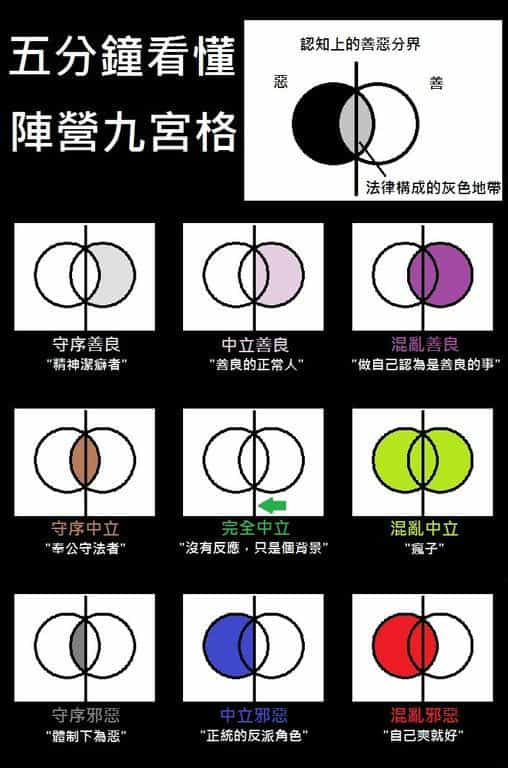 五分鐘看懂
陣營九宮格
認知上的善惡分界
惡
善
法律構成的灰色地帶
守序善良
"精神潔癖者"
中立善良
"善良的正常人"
混亂善良
"做自己認為是善良的事"
守序中立
"奉公守法者"
完全中立
"沒有反應，只是個背景"
混亂中立
"瘋子"
守序邪惡
"體制下為惡"
中立邪惡
"正統的反派角色"
混亂邪惡
"自己爽就好"